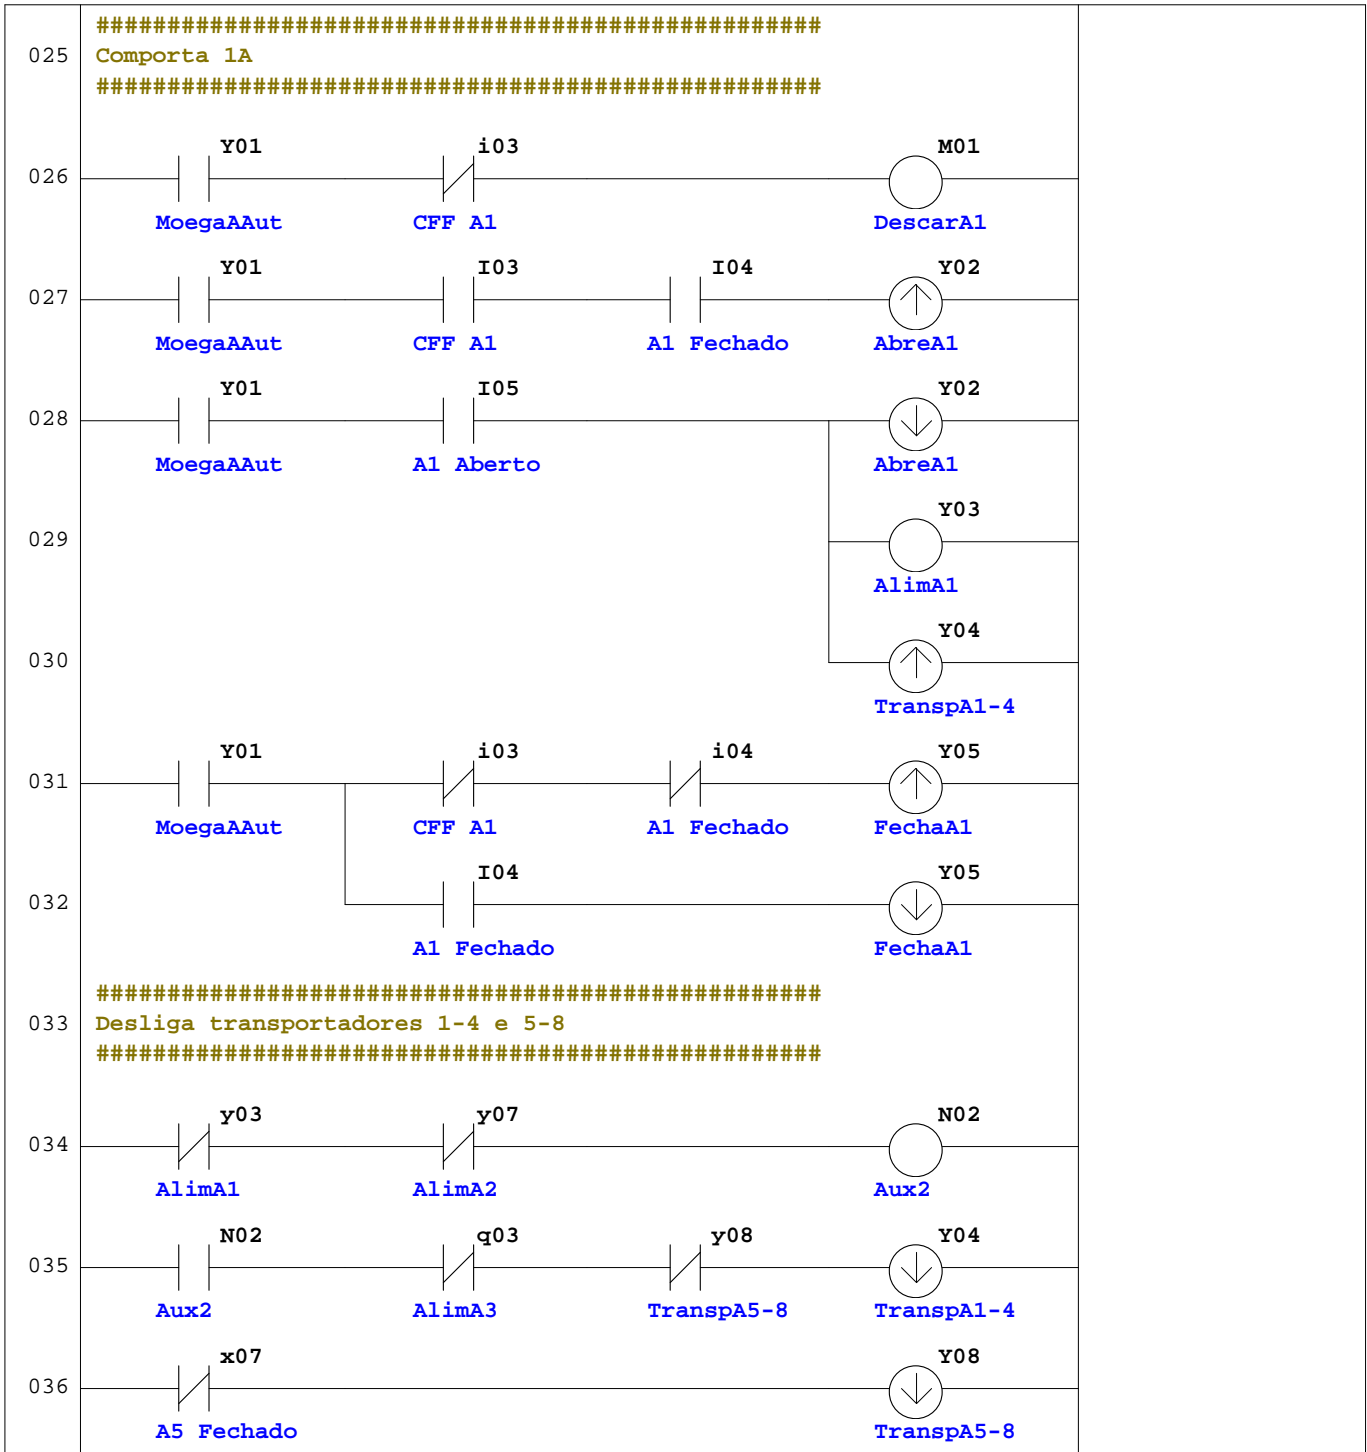 ###################################################
025 Comporta 1A
###################################################
Y01 i03 M01
026
MoegaAAut CFF A1 DescarA1
Y01 I03 I04 Y02
027
MoegaAAut CFF A1 A1 Fechado AbreA1
Y01 I05 Y02
028
MoegaAAut A1 Aberto AbreA1
Y03
029
AlimA1
Y04
030
TranspA1-4
Y01 i03 i04 Y05
031
MoegaAAut CFF A1 A1 Fechado FechaA1
I04 Y05
032
A1 Fechado FechaA1
###################################################
033 Desliga transportadores 1-4 e 5-8
###################################################
y03 y07 N02
034
AlimA1 AlimA2 Aux2
N02 q03 y08 Y04
035
Aux2 AlimA3 TranspA5-8 TranspA1-4
x07 Y08
036
A5 Fechado TranspA5-8